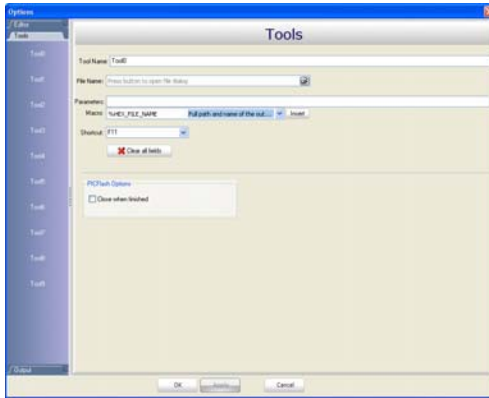 Options
Editor
Tools
Tools
Tool0
Tool1
Tool2
Tool3
Tool4
Tool5
Tool6
Tool7
Tool8
Tool9
Output
Tool Name: Tool0
File Name: Press button to open file dialog
Parameters:
Macro: %HEX_FILE_NAME Full path and name of the out... Insert
Shortcut: F11
Clear all fields
PICFlash Options
Close when finished
OK Apply Cancel